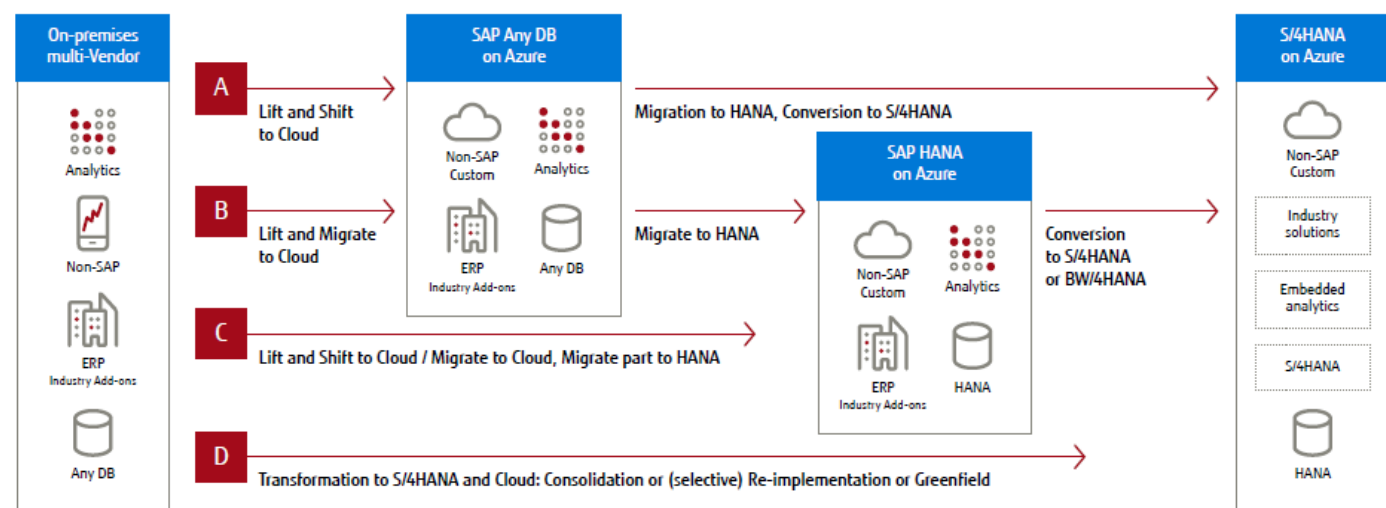 On-premises
multi-Vendor
Analytics
Non-SAP
ERP
Industry Add-ons
Any DB
A
Lift and Shift
to Cloud
B
Lift and Migrate
to Cloud
C
Lift and Shift to Cloud / Migrate to Cloud, Migrate part to HANA
D
Transformation to S/4HANA and Cloud: Consolidation or (selective) Re-implementation or Greenfield
SAP Any DB
on Azure
Non-SAP
Custom
Analytics
ERP
Industry Add-ons
Any DB
Migration to HANA, Conversion to S/4HANA
Migrate to HANA
SAP HANA
on Azure
Non-SAP
Custom
Analytics
ERP
Industry Add-ons
HANA
Conversion
to S/4HANA
or BW/4HANA
S/4HANA
on Azure
Non-SAP
Custom
Industry
solutions
Embedded
analytics
S/4HANA
HANA